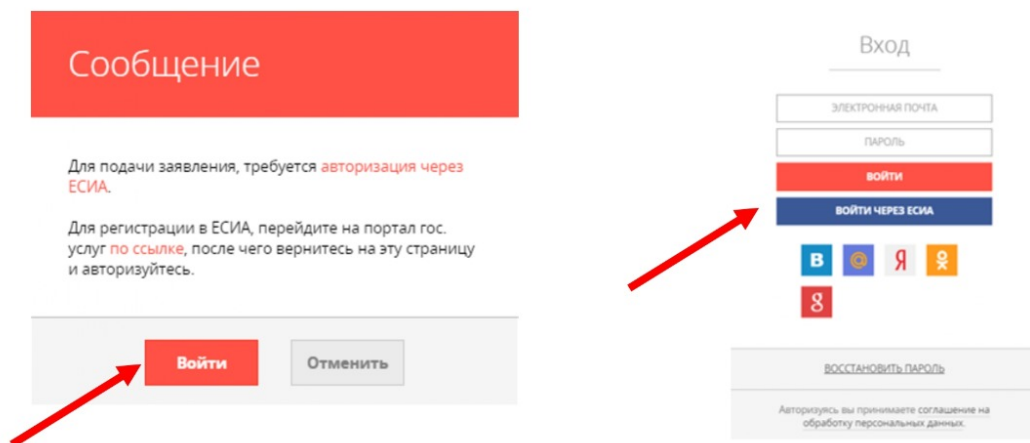 Сообщение
Для подачи заявления, требуется авторизация через
ЕСИА.
Для регистрации в ЕСИА, перейдите на портал гос.
услуг по ссылке, после чего вернитесь на эту страницу
и авторизуйтесь.
Войти
Отменить
Вход
ЭЛЕКТРОННАЯ ПОЧТА
ПАРОЛЬ
ВОЙТИ
ВОЙТИ ЧЕРЕЗ ЕСИА
В @ Я
g
ВОССТАНОВИТЬ ПАРОЛЬ
Авторизуясь вы принимаете соглашение на
обработку персональных данных.